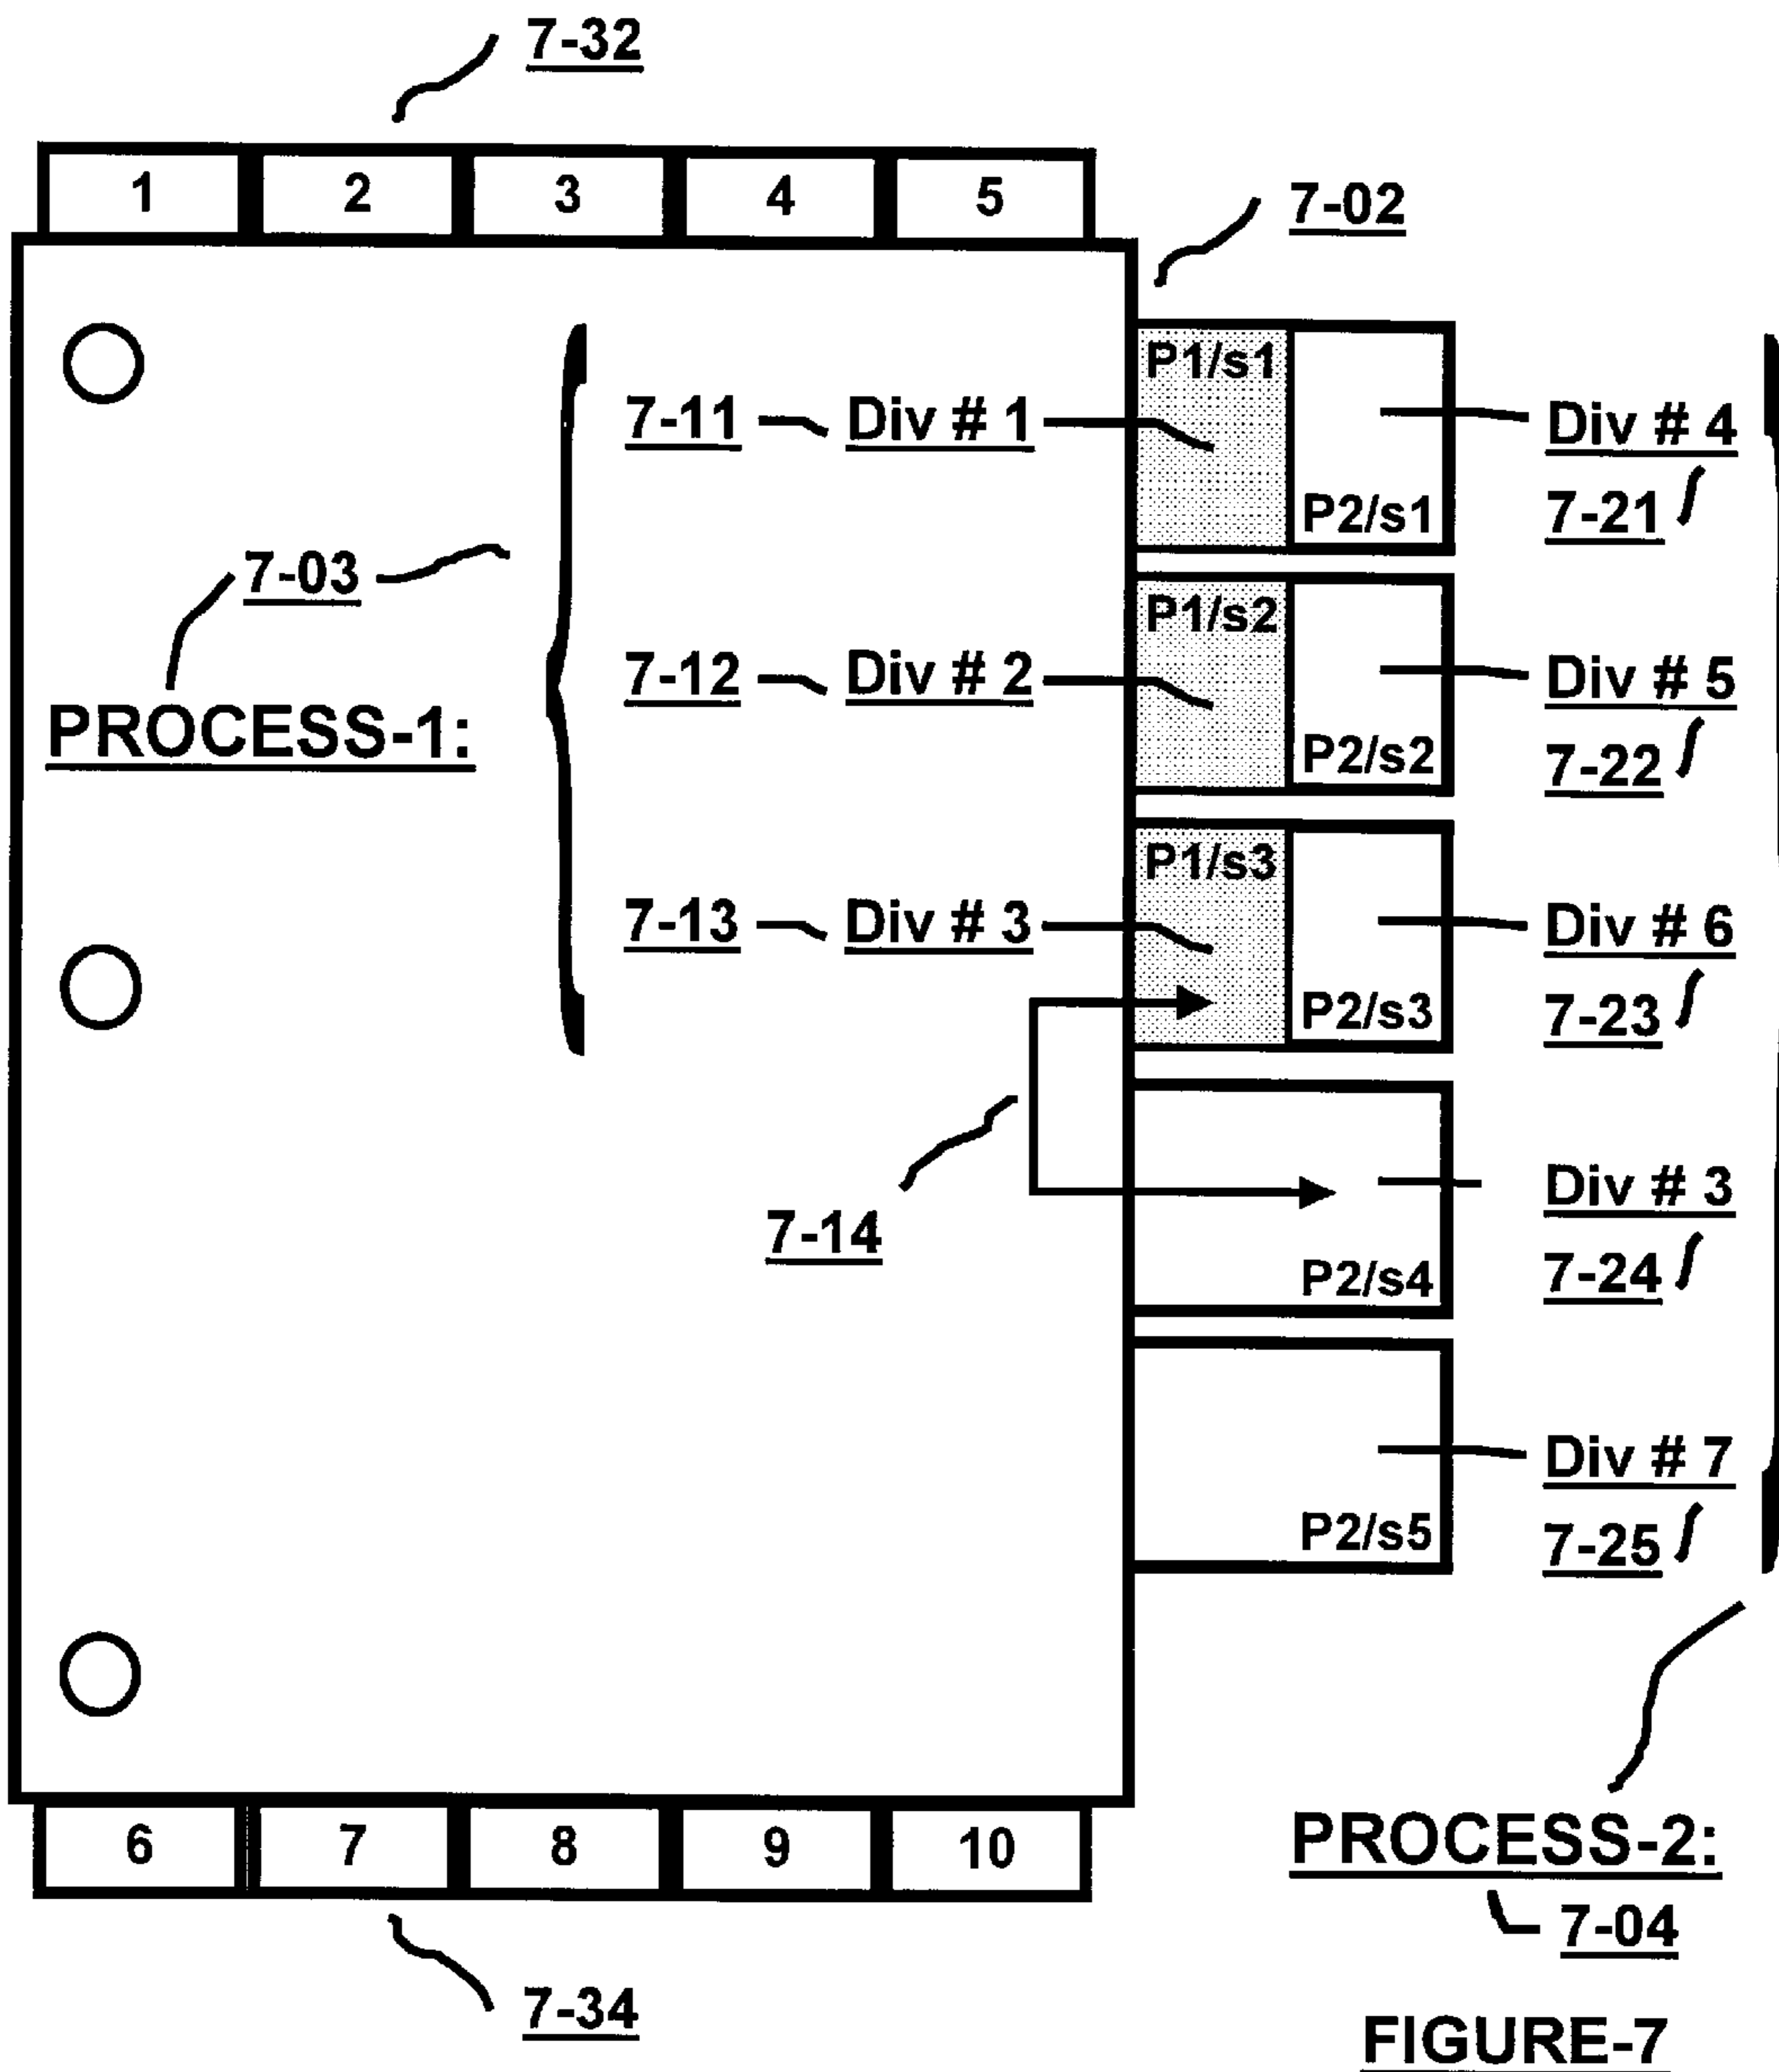 7-32
1 2 3 4 5
7-02
P1/s1
7-11 Div # 1 Div # 4
P2/s1 7-21
7-03
P1/s2
7-12 Div # 2 Div # 5
PROCESS-1:
P2/s2 7-22
P1/s3
7-13 Div # 3 Div # 6
P2/s3 7-23
Div # 3
7-14
P2/s4 7-24
Div # 7
P2/s5 7-25
6 7 8 9 10
PROCESS-2:
7-04
7-34
FIGURE-7